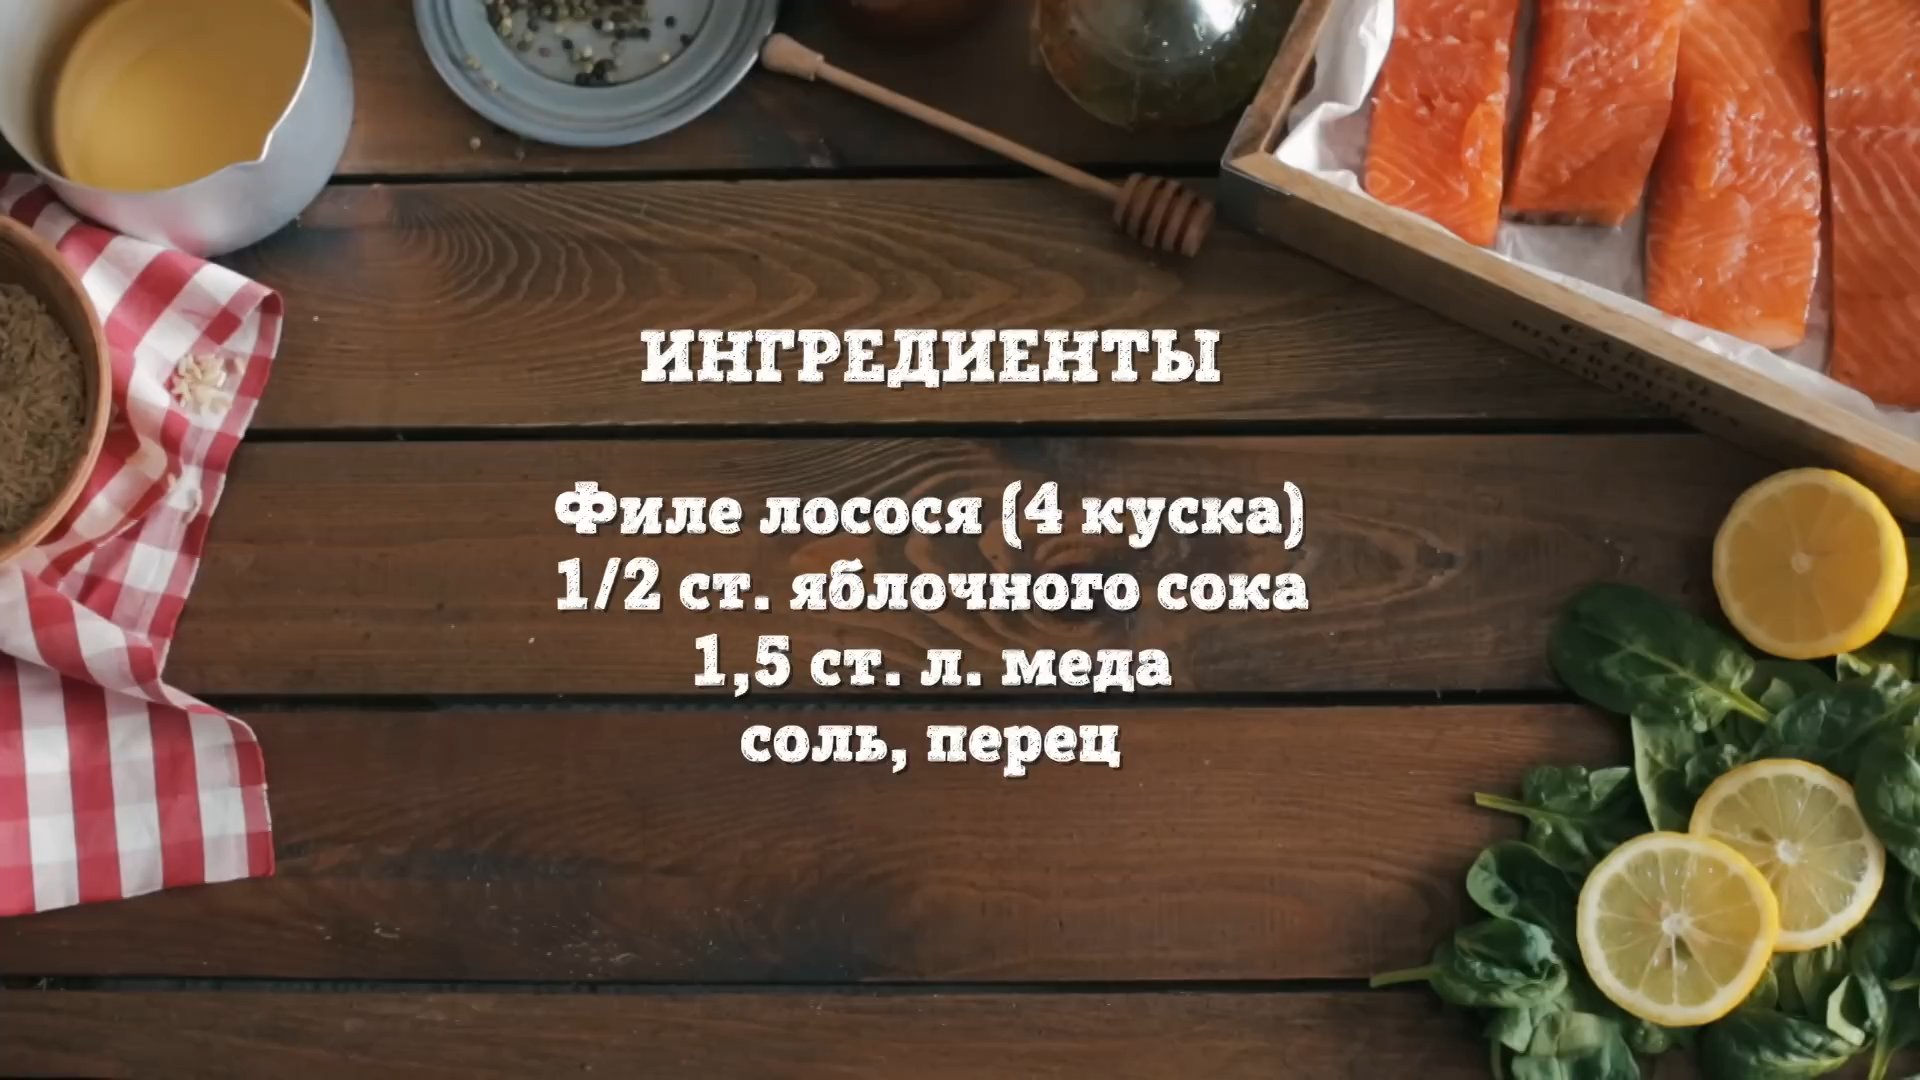 ИНГРЕДИЕНТЫ
Филе лосося (4 куска)
1/2 ст. яблочного сока
1,5 ст. л. меда
соль, перец